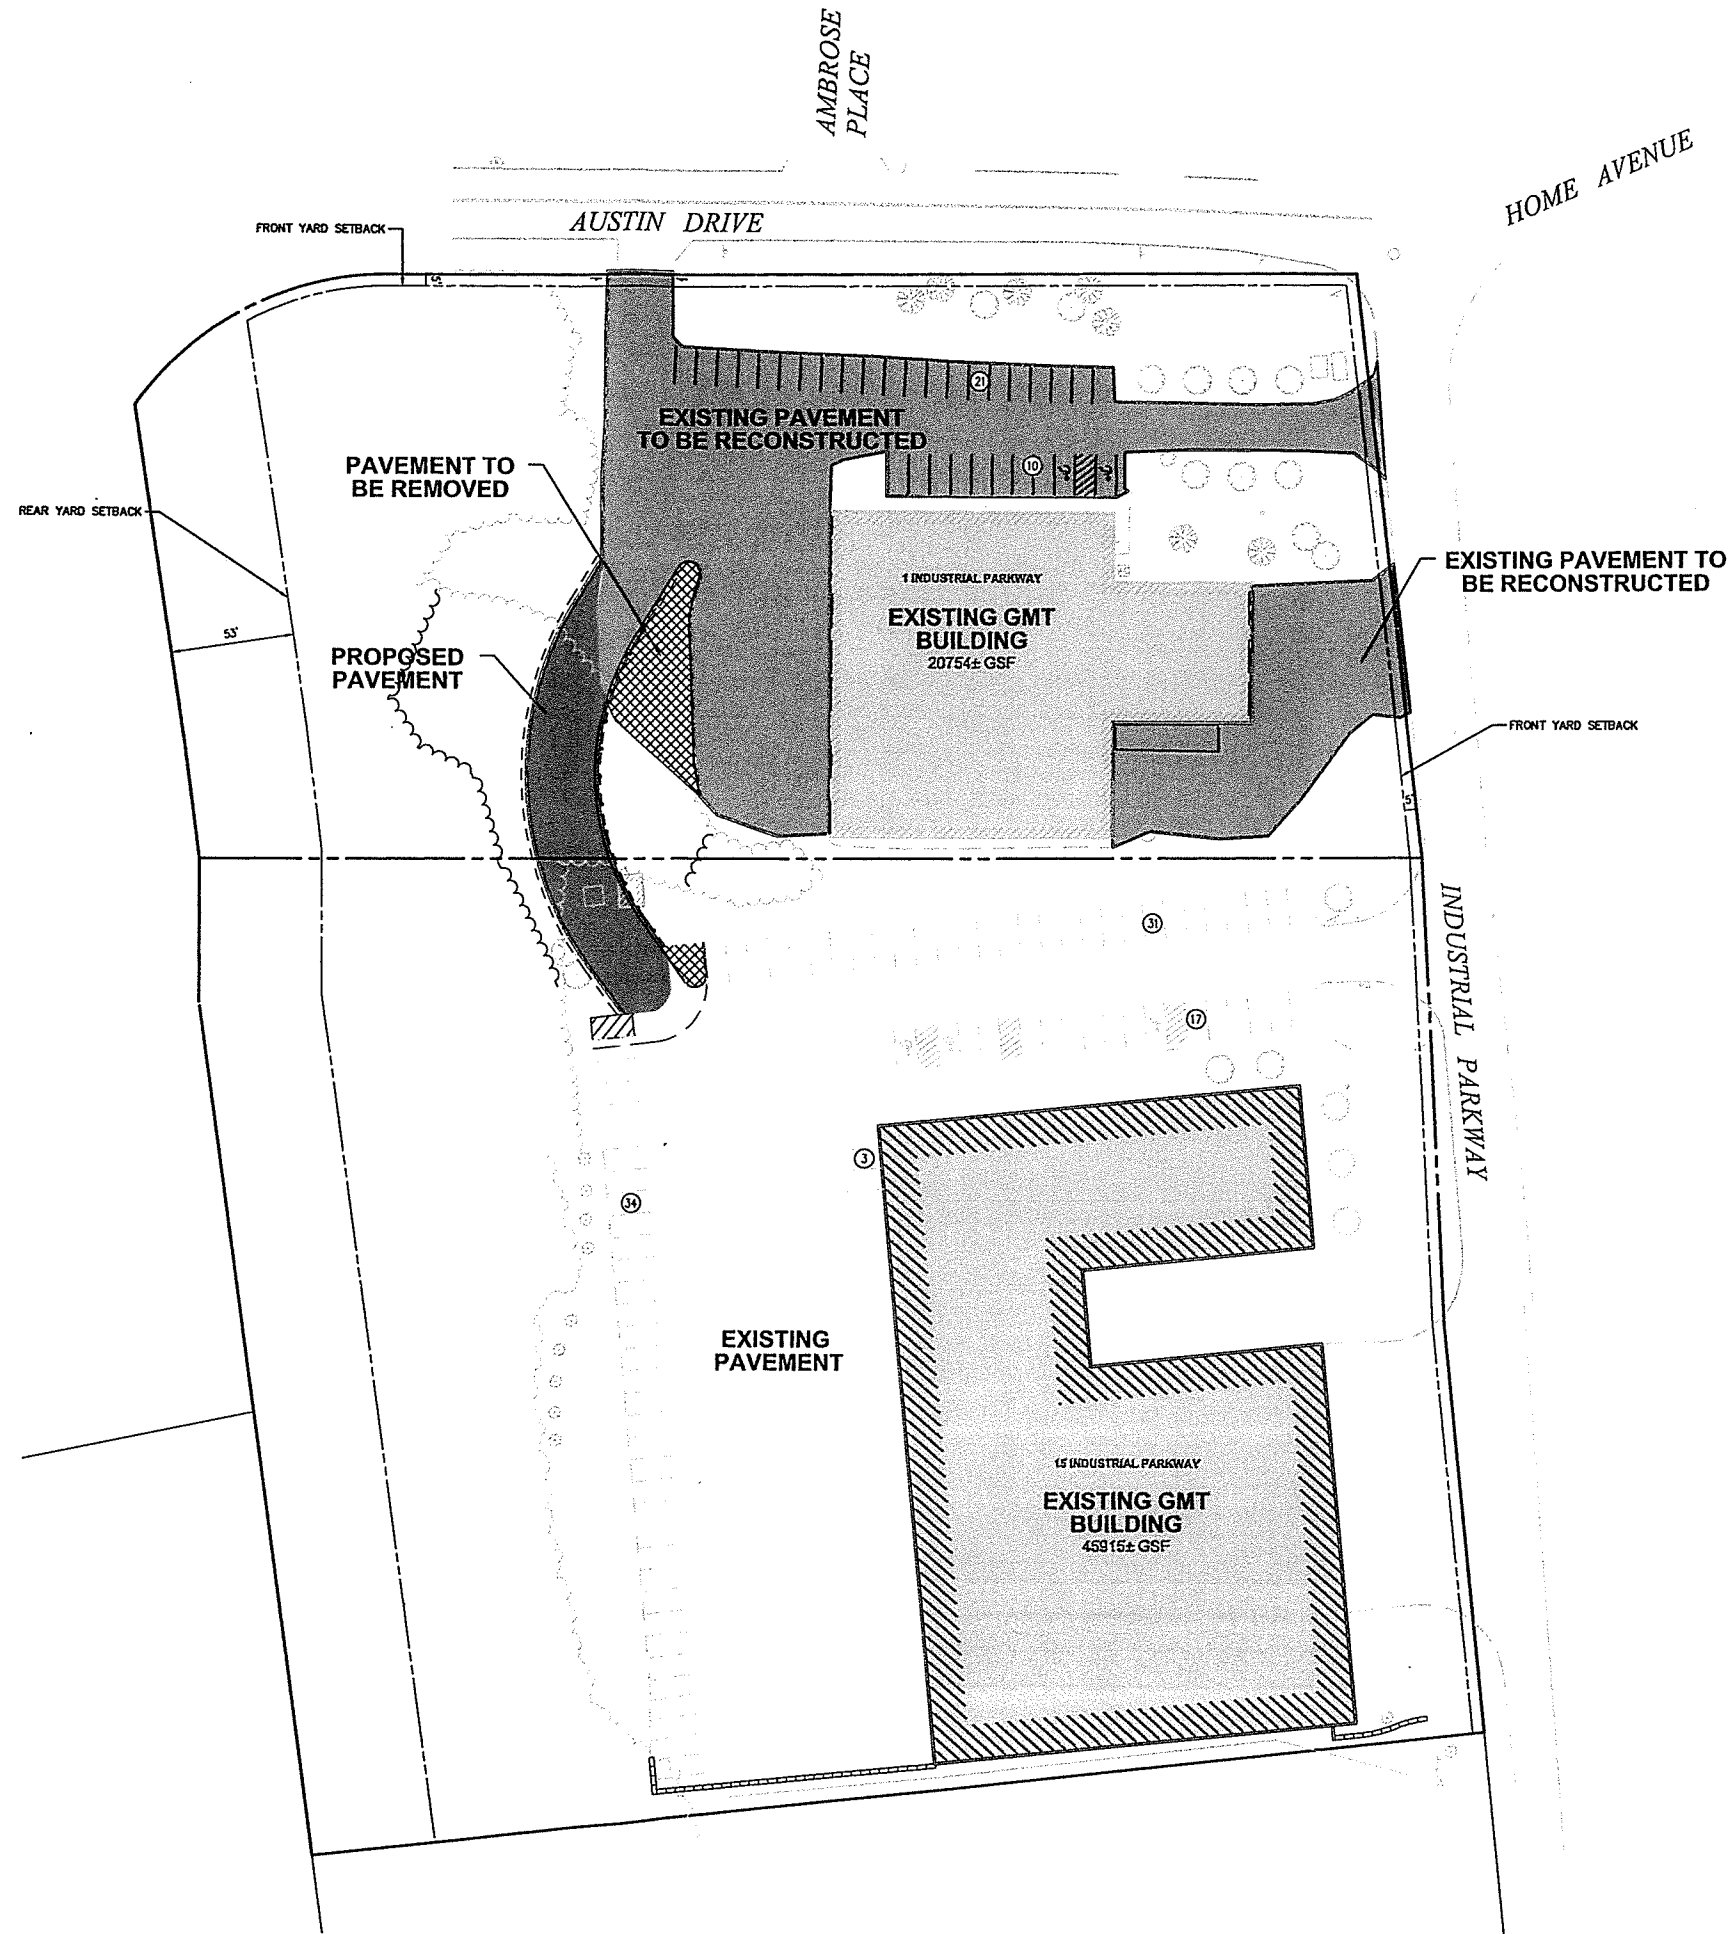 AMBROSE
PLACE
HOME AVENUE
AUSTIN DRIVE
FRONT YARD SETBACK
5'
21
EXISTING PAVEMENT
TO BE RECONSTRUCTED
PAVEMENT TO
BE REMOVED
10
REAR YARD SETBACK
EXISTING PAVEMENT TO
BE RECONSTRUCTED
1 INDUSTRIAL PARKWAY
EXISTING GMT
BUILDING
20754± GSF
53'
PROPOSED
PAVEMENT
FRONT YARD SETBACK
5'
31
INDUSTRIAL PARKWAY
17
3
34
EXISTING
PAVEMENT
15 INDUSTRIAL PARKWAY
EXISTING GMT
BUILDING
45915± GSF